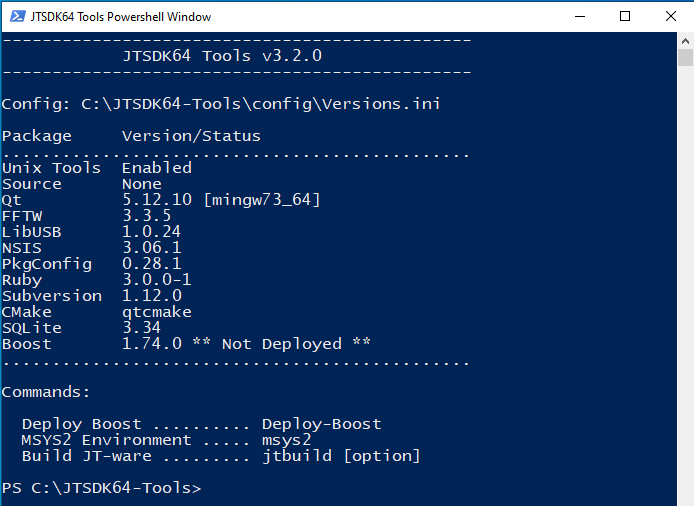 JTSDK64 Tools Powershell Window
-----------------------------------------------
            JTSDK64 Tools v3.2.0
-----------------------------------------------
Config: C:\JTSDK64-Tools\config\Versions.ini
Package     Version/Status
...............................................
Unix Tools  Enabled
Source      None
Qt          5.12.10 [mingw73_64]
FFTW        3.3.5
LibUSB      1.0.24
NSIS        3.06.1
PkgConfig   0.28.1
Ruby        3.0.0-1
Subversion  1.12.0
CMake       qtcmake
SQLite      3.34
Boost       1.74.0 ** Not Deployed **
...............................................
Commands:
  Deploy Boost .......... Deploy-Boost
  MSYS2 Environment ..... msys2
  Build JT-ware ......... jtbuild [option]
PS C:\JTSDK64-Tools>